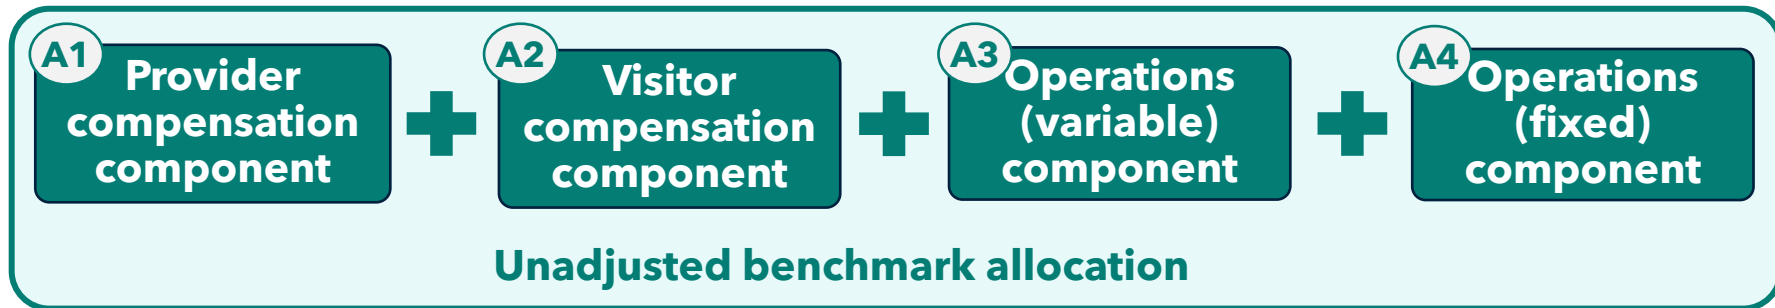 A1
Provider
compensation
component
A2
Visitor
compensation
component
A3
Operations
(variable)
component
A4
Operations
(fixed)
component
Unadjusted benchmark allocation